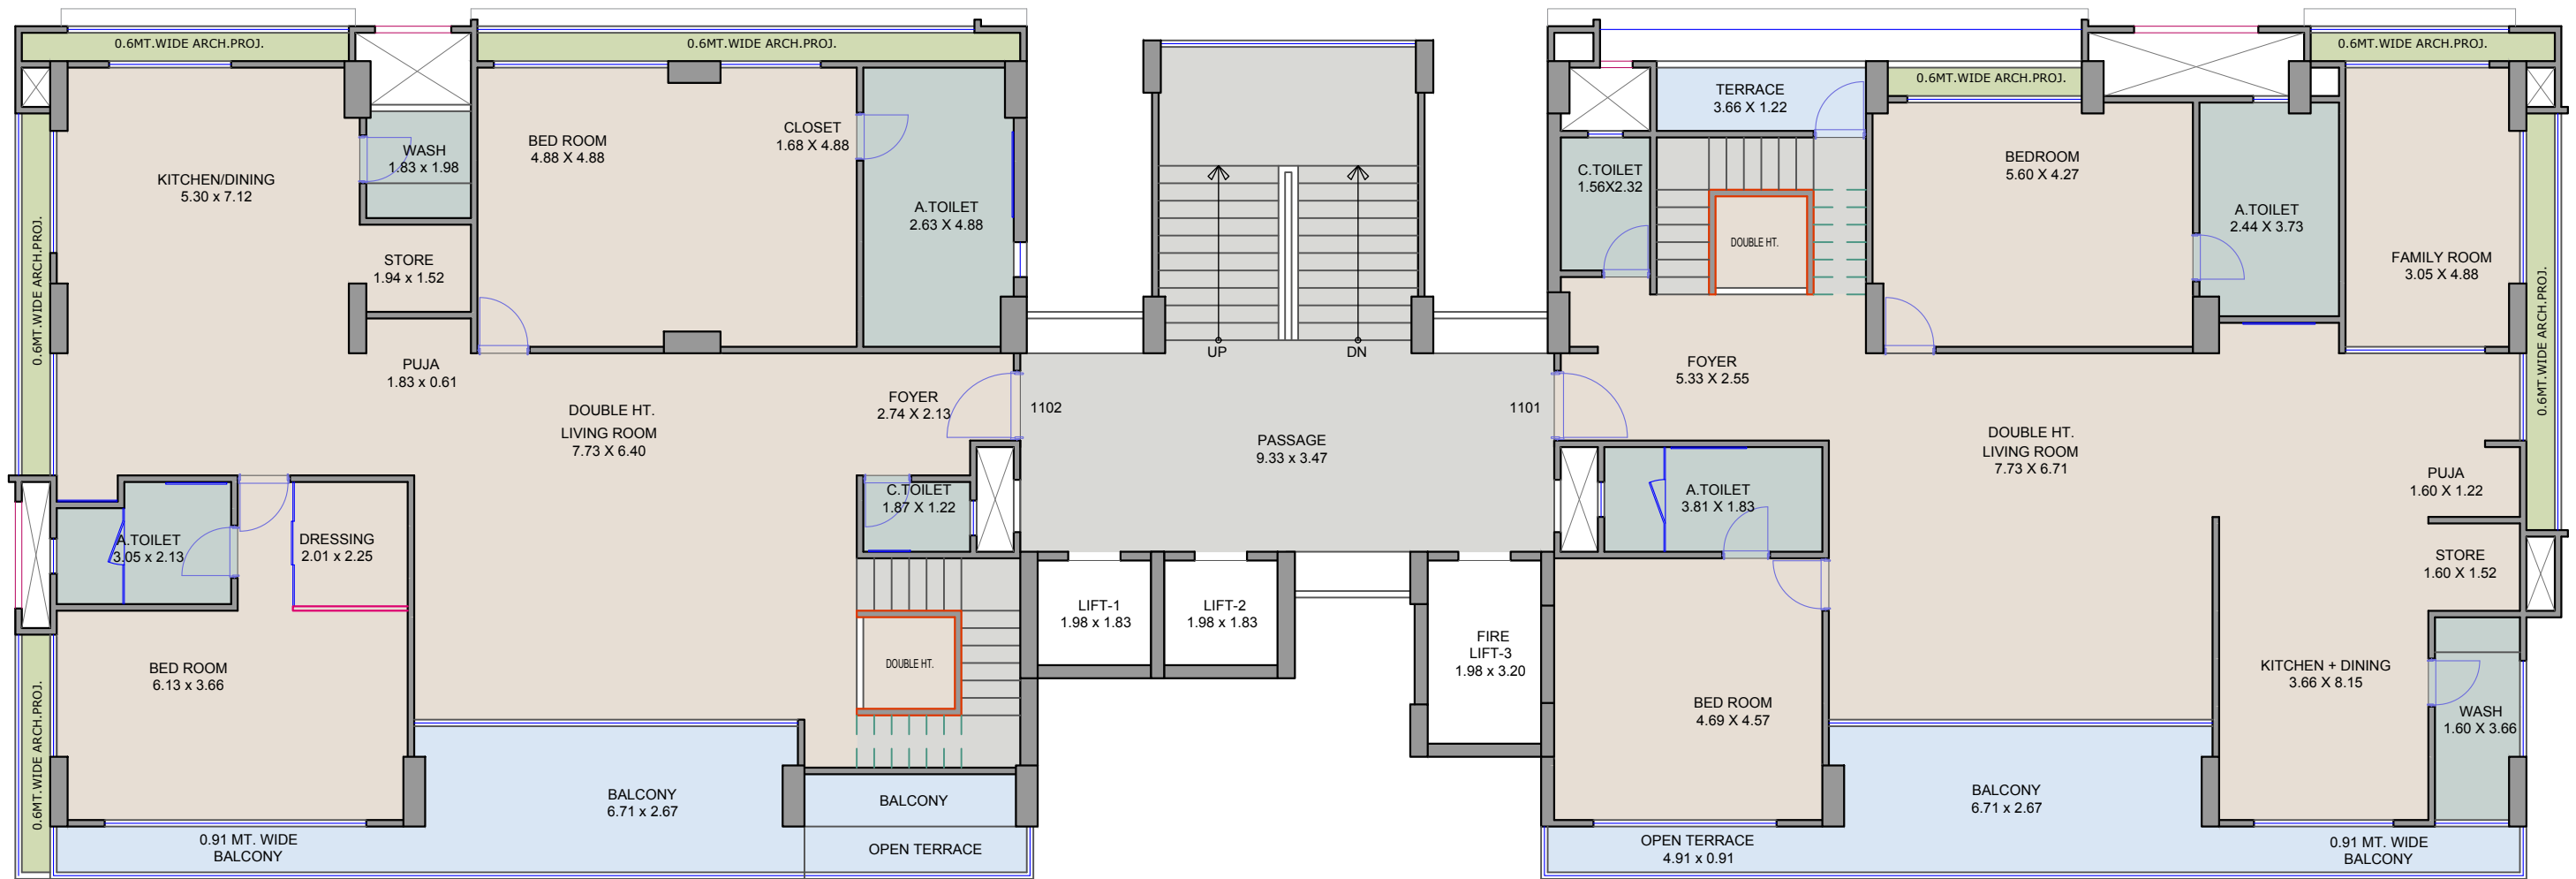 0.6MT.WIDE ARCH.PROJ.
0.6MT.WIDE ARCH.PROJ.
0.6MT.WIDE ARCH.PROJ.
0.6MT.WIDE ARCH.PROJ.
KITCHEN/DINING
5.30 x 7.12
WASH
1.83 x 1.98
STORE
1.94 x 1.52
PUJA
1.83 x 0.61
BED ROOM
4.88 X 4.88
CLOSET
1.68 X 4.88
A.TOILET
2.63 X 4.88
FOYER
2.74 X 2.13
1102
DOUBLE HT.
LIVING ROOM
7.73 X 6.40
C.TOILET
1.87 X 1.22
A.TOILET
3.05 x 2.13
DRESSING
2.01 x 2.25
BED ROOM
6.13 x 3.66
DOUBLE HT.
BALCONY
6.71 x 2.67
BALCONY
OPEN TERRACE
0.91 MT. WIDE
BALCONY
UP
DN
PASSAGE
9.33 x 3.47
LIFT-1
1.98 x 1.83
LIFT-2
1.98 x 1.83
FIRE
LIFT-3
1.98 x 3.20
1101
0.6MT.WIDE ARCH.PROJ.
0.6MT.WIDE ARCH.PROJ.
0.6MT.WIDE ARCH.PROJ.
TERRACE
3.66 X 1.22
C.TOILET
1.56X2.32
DOUBLE HT.
BEDROOM
5.60 X 4.27
A.TOILET
2.44 X 3.73
FAMILY ROOM
3.05 X 4.88
FOYER
5.33 X 2.55
DOUBLE HT.
LIVING ROOM
7.73 X 6.71
PUJA
1.60 X 1.22
A.TOILET
3.81 X 1.83
STORE
1.60 X 1.52
KITCHEN + DINING
3.66 X 8.15
WASH
1.60 X 3.66
BED ROOM
4.69 X 4.57
BALCONY
6.71 x 2.67
OPEN TERRACE
4.91 x 0.91
0.91 MT. WIDE
BALCONY